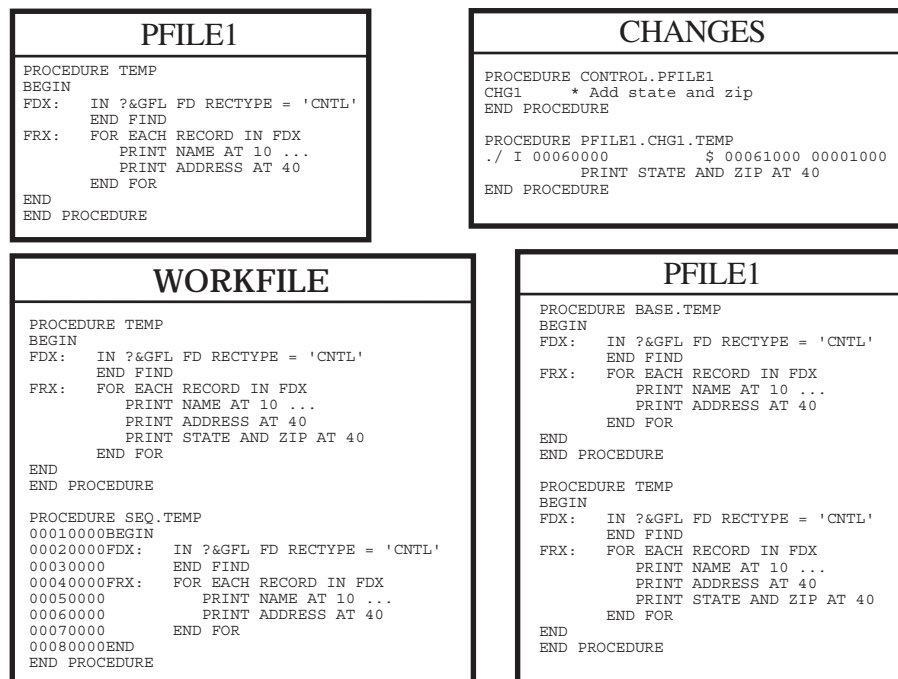 PFILE1
PROCEDURE TEMP
BEGIN
FDX:    IN ?&GFL FD RECTYPE = 'CNTL'
        END FIND
FRX:    FOR EACH RECORD IN FDX
           PRINT NAME AT 10 ...
           PRINT ADDRESS AT 40
        END FOR
END
END PROCEDURE
CHANGES
PROCEDURE CONTROL.PFILE1
CHG1      * Add state and zip
END PROCEDURE
PROCEDURE PFILE1.CHG1.TEMP
./ I 00060000          $ 00061000 00001000
           PRINT STATE AND ZIP AT 40
END PROCEDURE
WORKFILE
PROCEDURE TEMP
BEGIN
FDX:    IN ?&GFL FD RECTYPE = 'CNTL'
        END FIND
FRX:    FOR EACH RECORD IN FDX
           PRINT NAME AT 10 ...
           PRINT ADDRESS AT 40
           PRINT STATE AND ZIP AT 40
        END FOR
END
END PROCEDURE
PROCEDURE SEQ.TEMP
00010000BEGIN
00020000FDX:    IN ?&GFL FD RECTYPE = 'CNTL'
00030000        END FIND
00040000FRX:    FOR EACH RECORD IN FDX
00050000           PRINT NAME AT 10 ...
00060000           PRINT ADDRESS AT 40
00070000        END FOR
00080000END
END PROCEDURE
PFILE1
PROCEDURE BASE.TEMP
BEGIN
FDX:    IN ?&GFL FD RECTYPE = 'CNTL'
        END FIND
FRX:    FOR EACH RECORD IN FDX
           PRINT NAME AT 10 ...
           PRINT ADDRESS AT 40
        END FOR
END
END PROCEDURE
PROCEDURE TEMP
BEGIN
FDX:    IN ?&GFL FD RECTYPE = 'CNTL'
        END FIND
FRX:    FOR EACH RECORD IN FDX
           PRINT NAME AT 10 ...
           PRINT ADDRESS AT 40
           PRINT STATE AND ZIP AT 40
        END FOR
END
END PROCEDURE